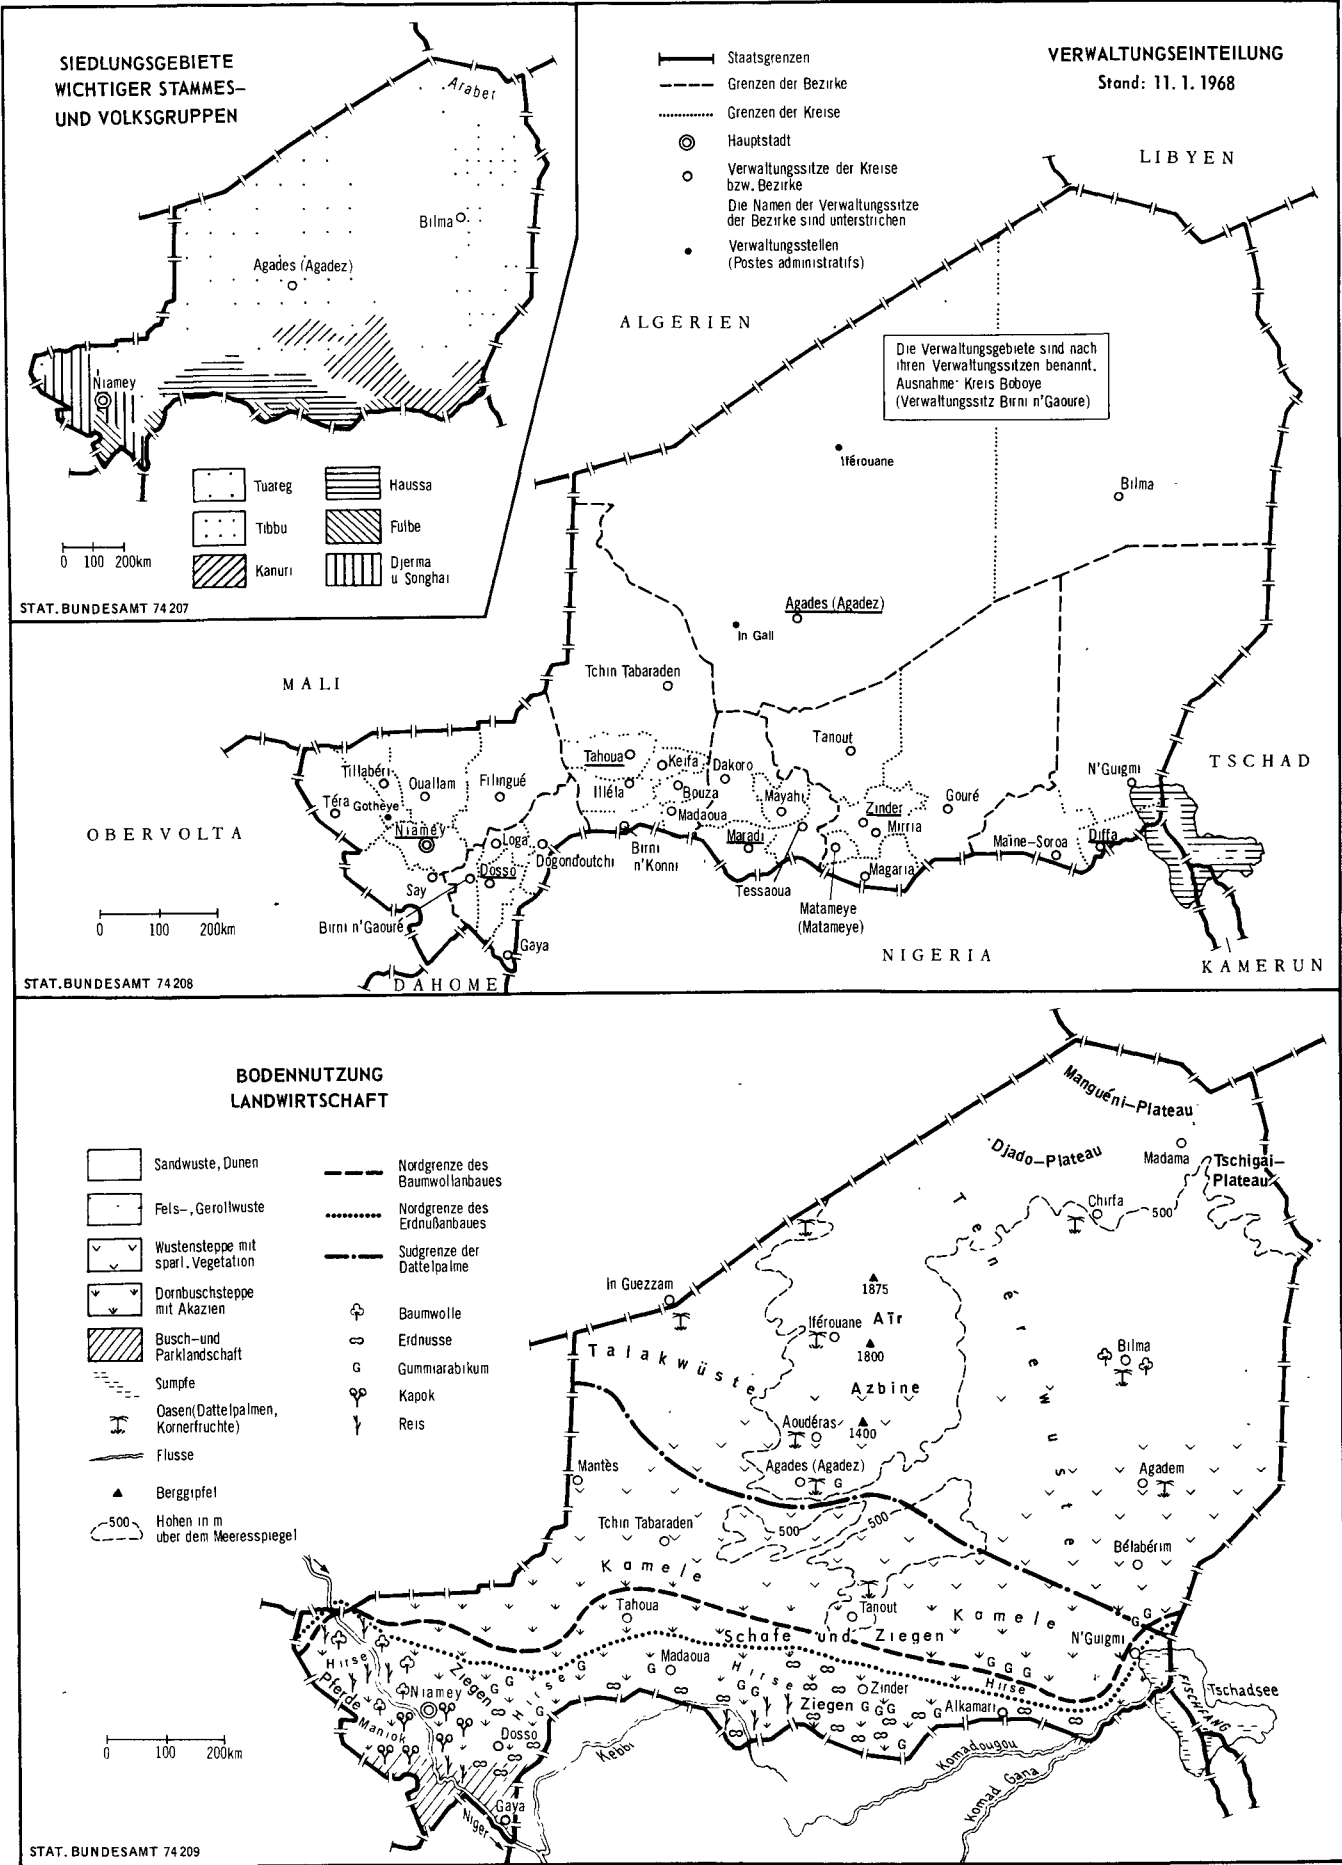 SIEDLUNGSGEBIETE
WICHTIGER STAMMES-
UND VOLKSGRUPPEN
Araber
Bilma
Agades (Agadez)
Niamey
Tuareg
Tibbu
Kanuri
Haussa
Fulbe
Djerma
u Songhai
0 100 200km
STAT. BUNDESAMT 74207
Staatsgrenzen
Grenzen der Bezirke
Grenzen der Kreise
Hauptstadt
Verwaltungssitze der Kreise
bzw. Bezirke
Die Namen der Verwaltungssitze
der Bezirke sind unterstrichen
Verwaltungsstellen
(Postes administratifs)
VERWALTUNGSEINTEILUNG
Stand: 11. 1. 1968
LIBYEN
ALGERIEN
Die Verwaltungsgebiete sind nach
ihren Verwaltungssitzen benannt.
Ausnahme· Kreis Boboye
(Verwaltungssitz Birni n'Gaoure)
Iférouane
Bilma
Agades (Agadez)
In Gall
MALI
Tchin Tabaraden
Tanout
TSCHAD
N'Guigmi
Tahoua
Keïfa
Dakoro
Tillabéri
Ouallam
Filingué
Illéla
Bouza
Mayahi
Zinder
Gouré
Téra
Gothèye
Madaoua
Mirria
OBERVOLTA
Niamey
Loga
Maradi
Maïne-Soroa
Diffa
Dogondoutchi
Birni
n'Konni
Dosso
Say
Tessaoua
Magaria
Matameye
(Matameye)
Birni n'Gaouré
Gaya
NIGERIA
0 100 200km
KAMERUN
DAHOME
STAT. BUNDESAMT 74208
BODENNUTZUNG
LANDWIRTSCHAFT
Sandwuste, Dunen
Fels-, Gerollwuste
Wustensteppe mit
sparl. Vegetation
Dornbuschsteppe
mit Akazien
Busch-und
Parklandschaft
Sumpfe
Oasen(Dattelpalmen,
Kornerfruchte)
Flusse
Berggipfel
500
Hohen in m
uber dem Meeresspiegel
Nordgrenze des
Baumwollanbaues
Nordgrenze des
Erdnußanbaues
Sudgrenze der
Dattelpalme
Baumwolle
Erdnusse
G
Gummiarabikum
Kapok
Reis
Manguéni-Plateau
Djado-Plateau
Madama
Tschigai-
Plateau
Chirfa
500
Ténérewuste
In Guezzam
1875
Aïr
Iférouane
1800
Bilma
Talakwüste
Azbine
Aoudéras
1400
Agades (Agadez)
G
Mantès
Agadem
500
500
Tchin Tabaraden
Bélabérim
Kamele
Tanout
Kamele
G G
Tahoua
Schafe und Ziegen
N'Guigmi
Madaoua
G
G
Hirse
G G G
Hirse
Ziegen
Hirse
Hirse
G G
G
Pferde
Niamey
G G
Zinder
Ziegen
G G G
G
Alkamari
Tschadsee
FISCHFANG
Maniok
Dosso
G
Kebbi
G
Komadougou
Komad Gana
Gaya
Niger
0 100 200km
STAT. BUNDESAMT 74209